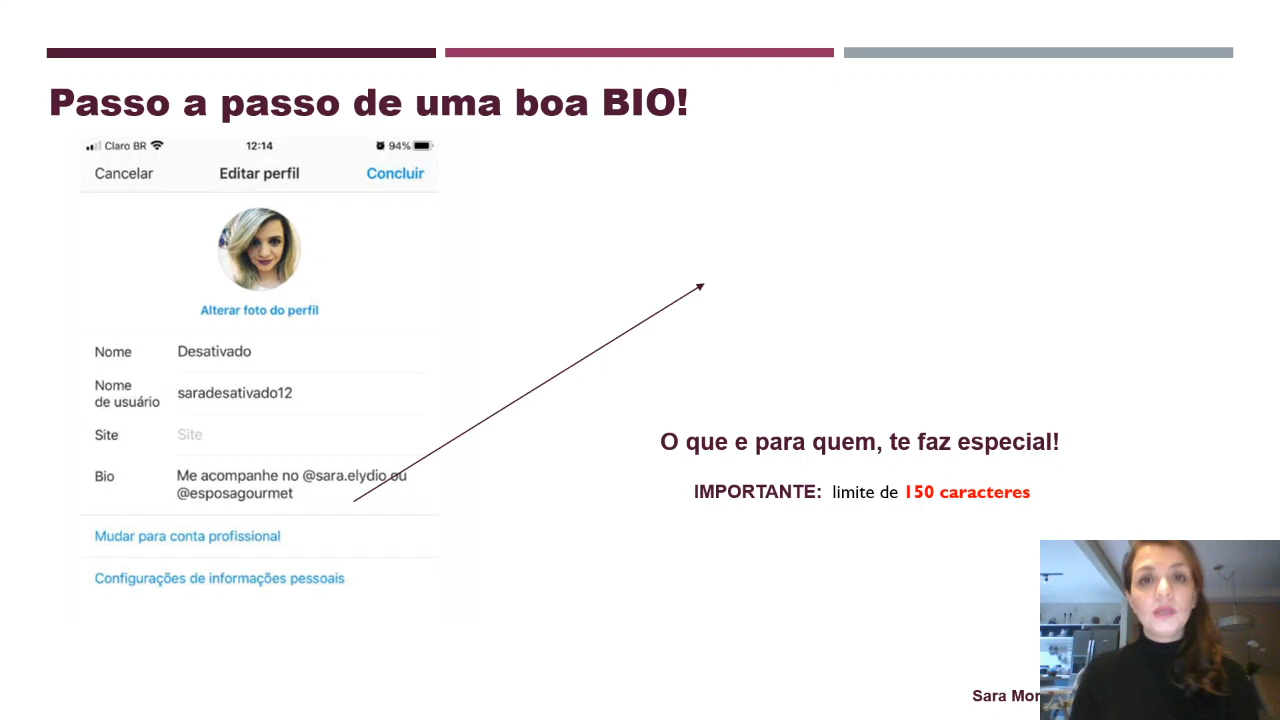 Passo a passo de uma boa BIO!
Claro BR 12:14 94%
Cancelar Editar perfil Concluir
Alterar foto do perfil
Nome Desativado
Nome
de usuário saradesativado12
Site Site
Bio Me acompanhe no @sara.elydio ou
@esposagourmet
Mudar para conta profissional
Configurações de informações pessoais
O que e para quem, te faz especial!
IMPORTANTE: limite de 150 caracteres
Sara